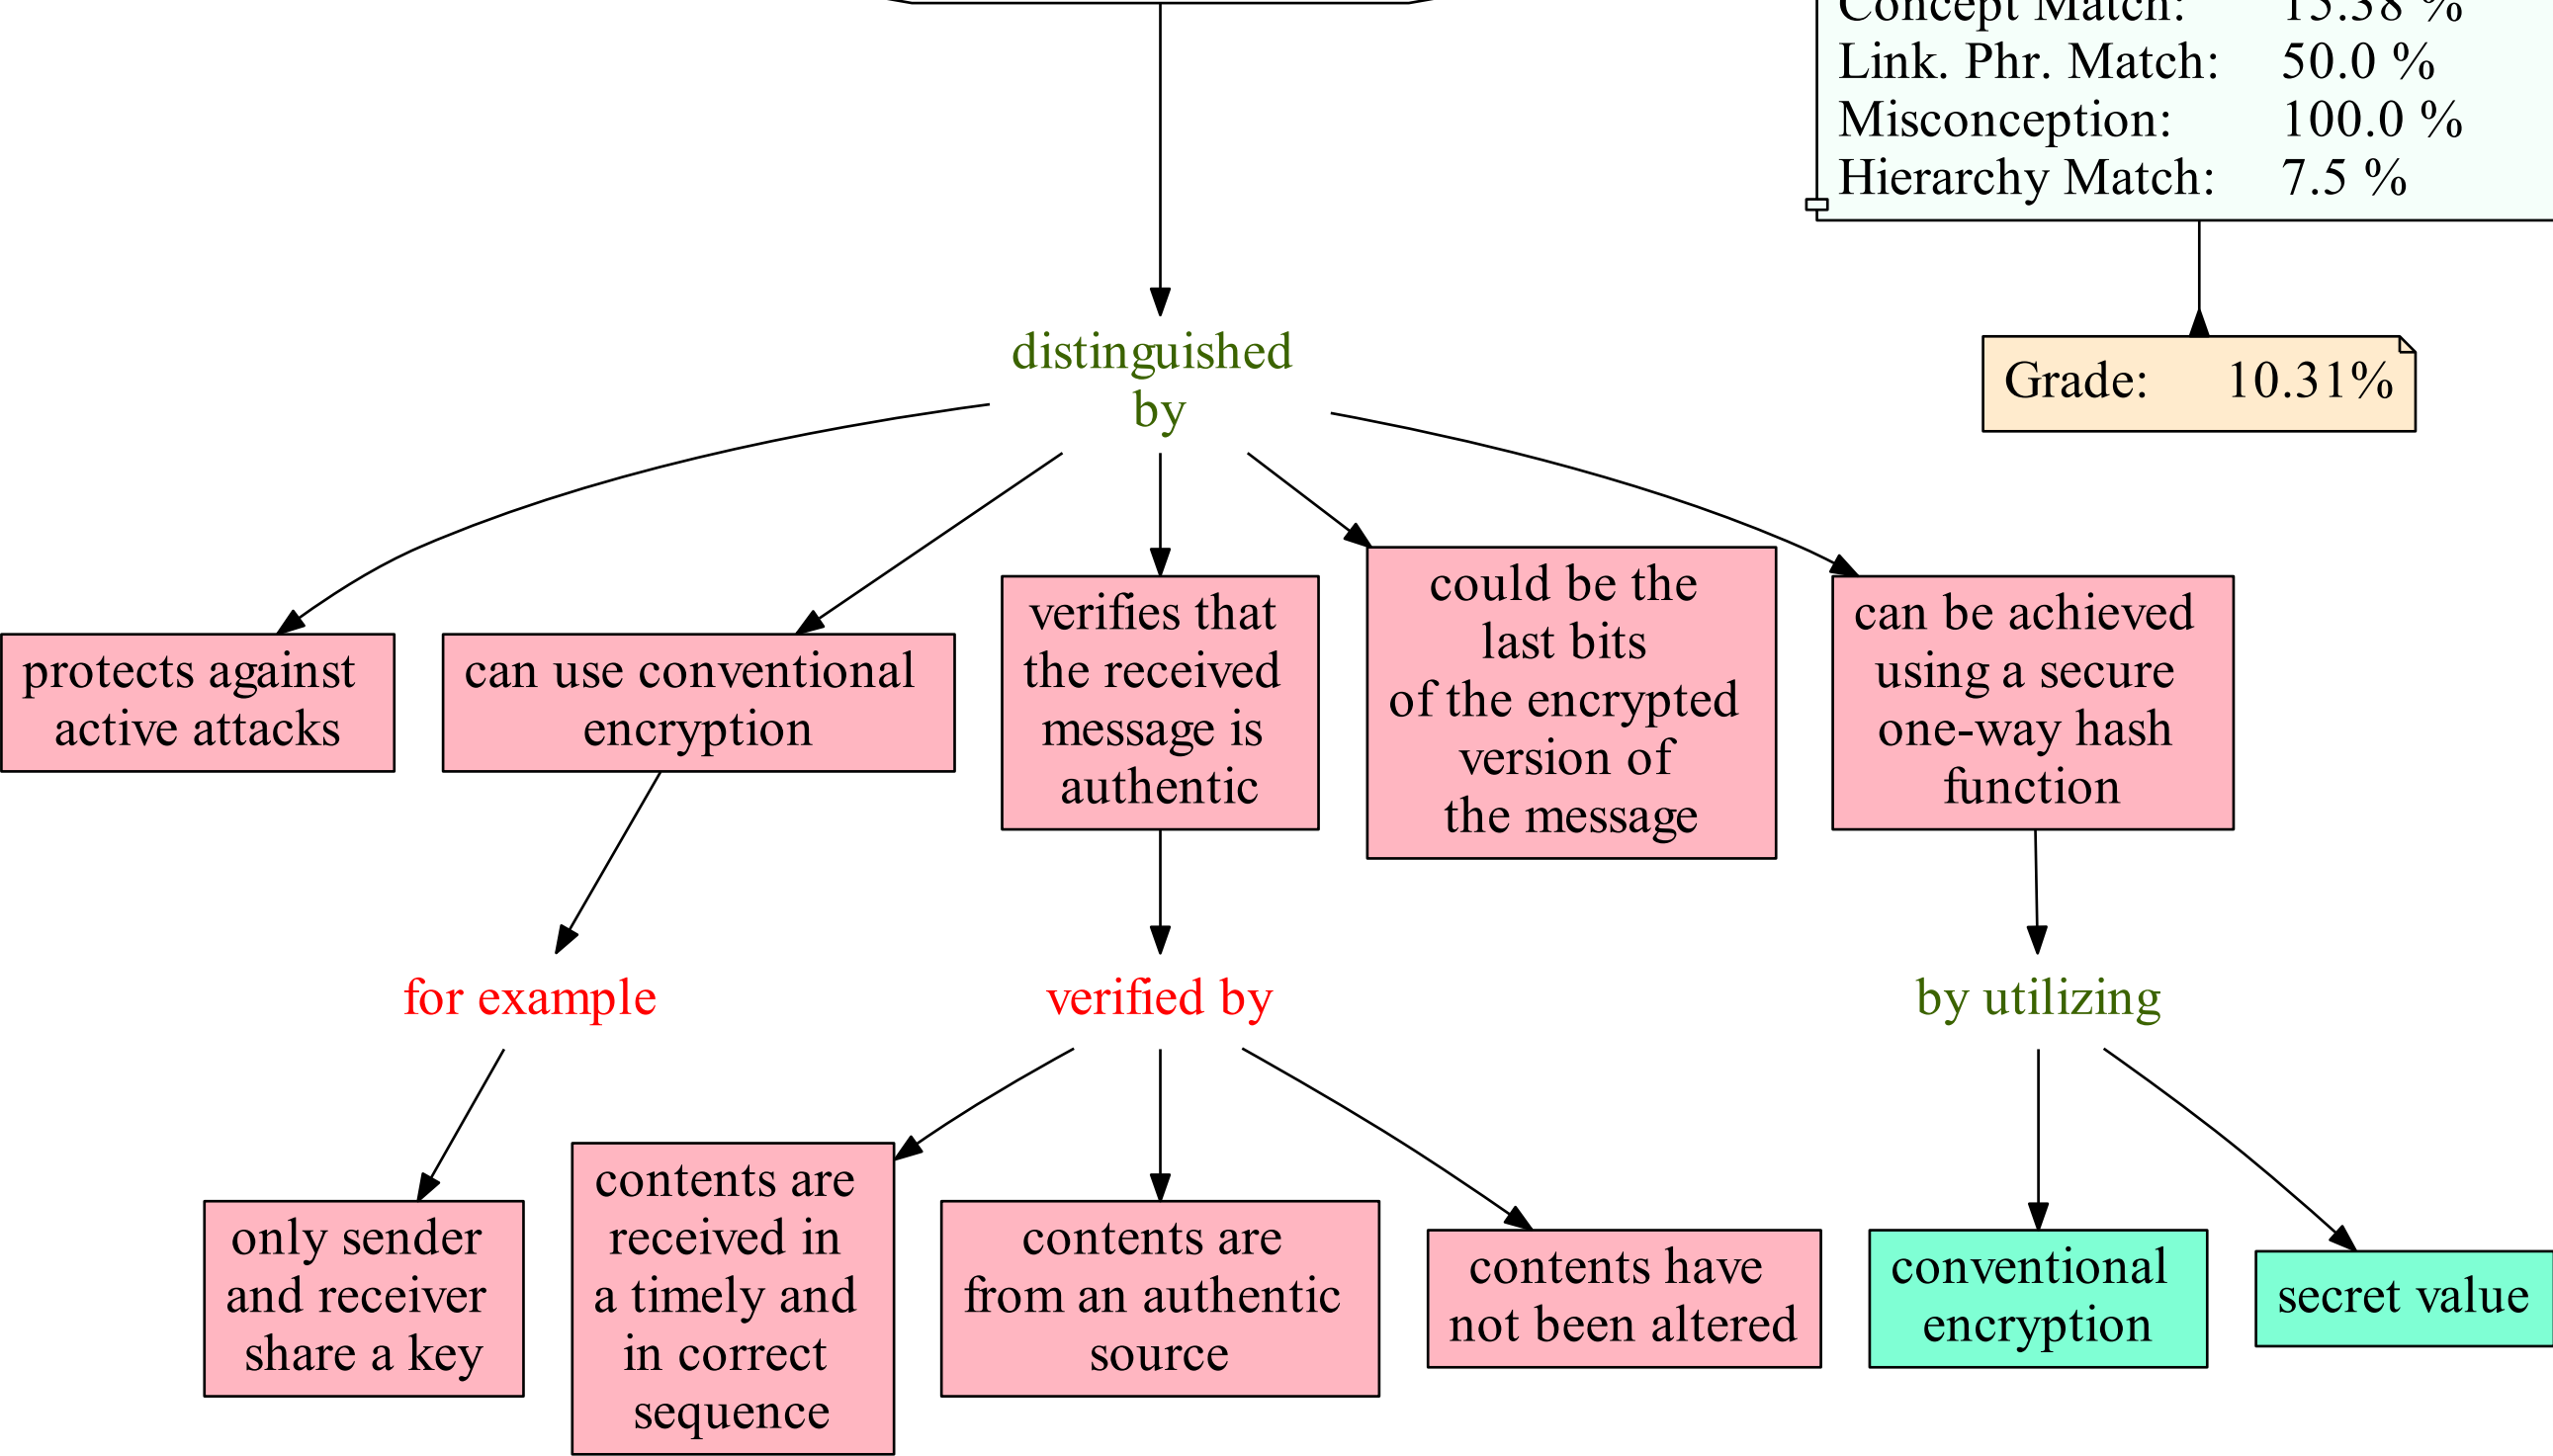 Concept Match: 15.38 %
Link. Phr. Match: 50.0 %
Misconception: 100.0 %
Hierarchy Match: 7.5 %
distinguished
by
Grade: 10.31%
protects against
active attacks
can use conventional
encryption
verifies that
the received
message is
authentic
could be the
last bits
of the encrypted
version of
the message
can be achieved
using a secure
one-way hash
function
for example
verified by
by utilizing
only sender
and receiver
share a key
contents are
received in
a timely and
in correct
sequence
contents are
from an authentic
source
contents have
not been altered
conventional
encryption
secret value